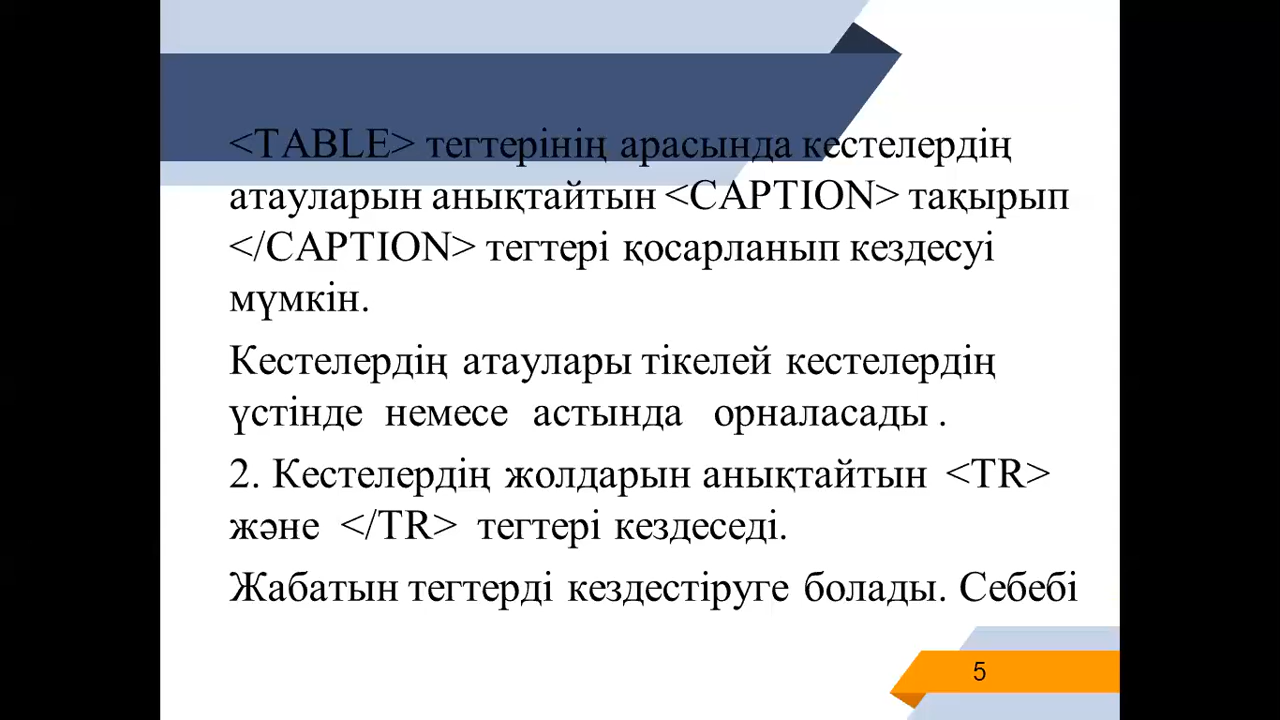 <TABLE> тегтерінің арасында кестелердің
атауларын анықтайтын <CAPTION> тақырып
</CAPTION> тегтері қосарланып кездесуі
мүмкін.
Кестелердің атаулары тікелей кестелердің
үстінде немесе астында орналасады .
2. Кестелердің жолдарын анықтайтын <TR>
және </TR> тегтері кездеседі.
Жабатын тегтерді кездестіруге болады. Себебі
5